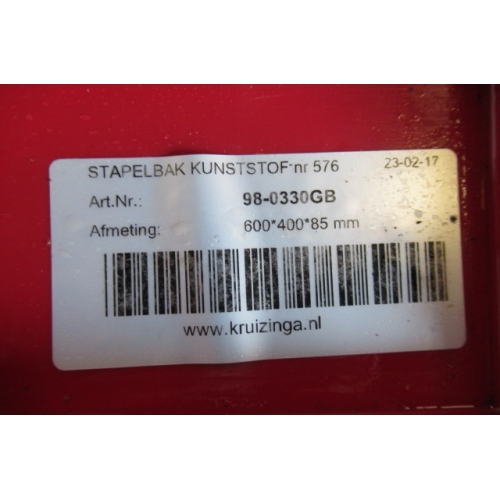 STAPELBAK KUNSTSTOF nr 576 23-02-17
Art.Nr.: 98-0330GB
Afmeting: 600*400*85 mm
www.kruizinga.nl